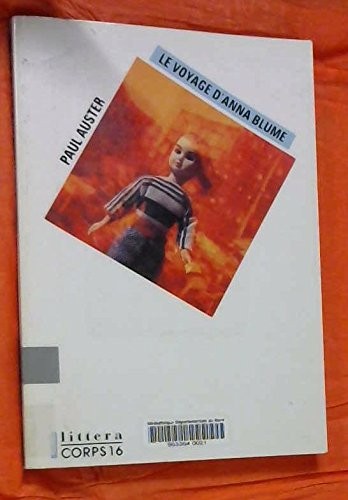 LE VOYAGE D'ANNA BLUME
PAUL AUSTER
littera
CORPS 16